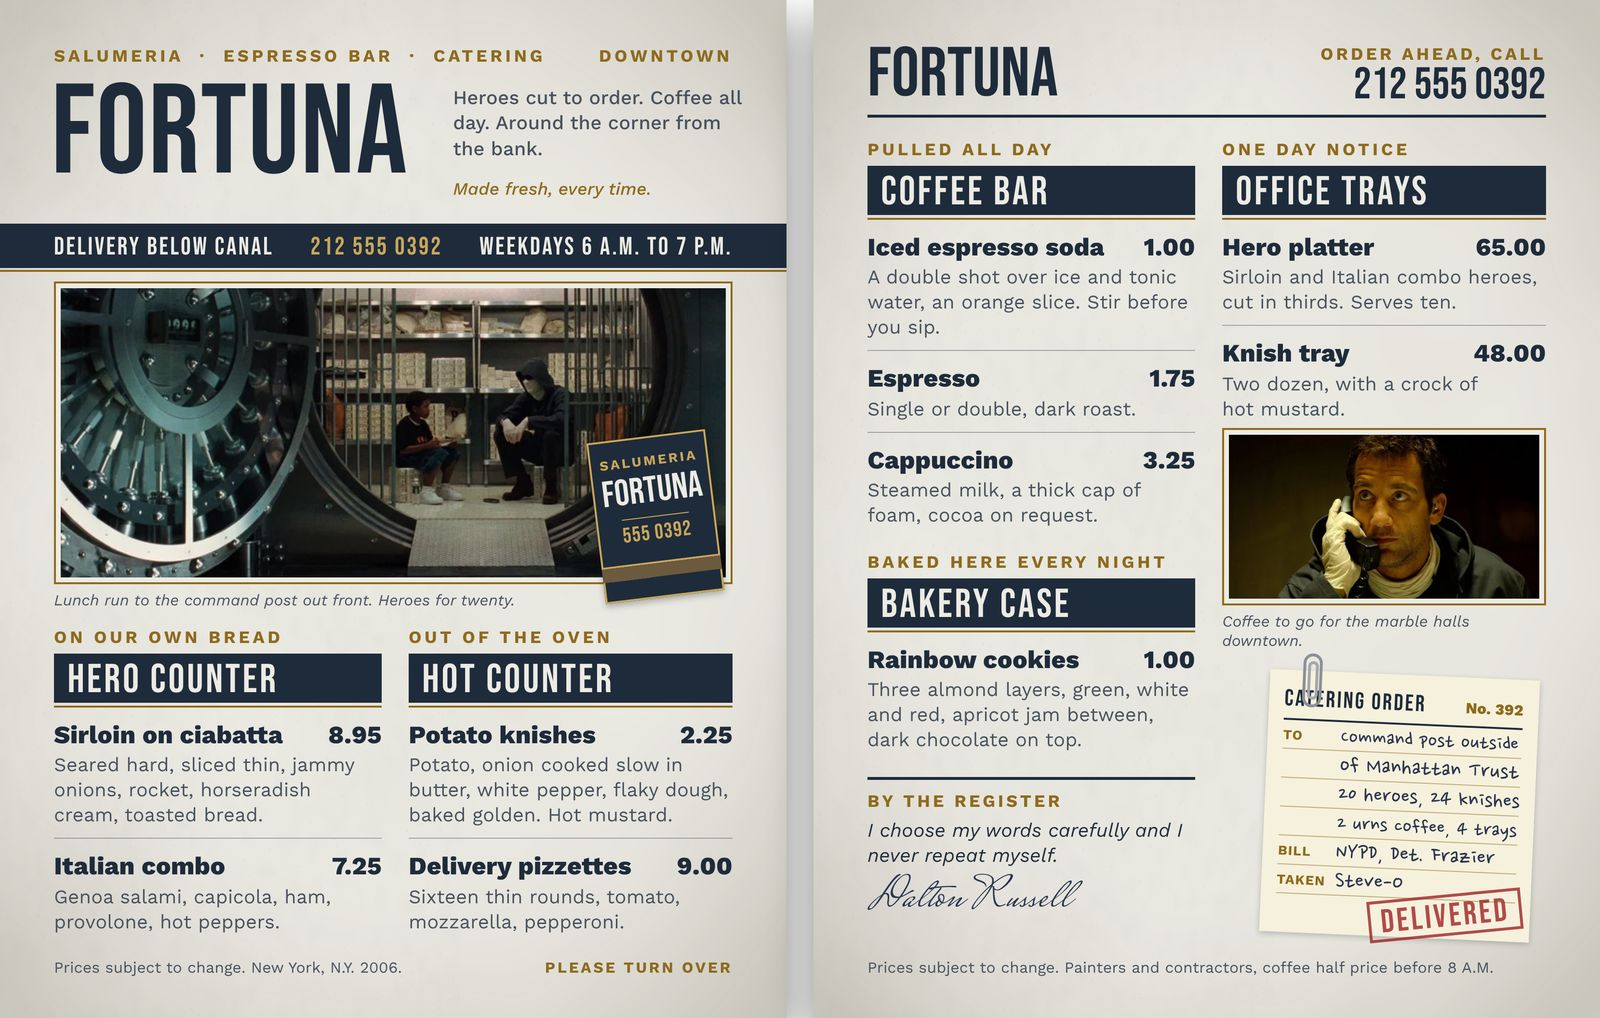 SALUMERIA · ESPRESSO BAR · CATERING DOWNTOWN
FORTUNA
Heroes cut to order. Coffee all
day. Around the corner from
the bank.
Made fresh, every time.
DELIVERY BELOW CANAL 212 555 0392 WEEKDAYS 6 A.M. TO 7 P.M.
SALUMERIA
FORTUNA
555 0392
Lunch run to the command post out front. Heroes for twenty.
ON OUR OWN BREAD
HERO COUNTER
Sirloin on ciabatta 8.95
Seared hard, sliced thin, jammy
onions, rocket, horseradish
cream, toasted bread.
Italian combo 7.25
Genoa salami, capicola, ham,
provolone, hot peppers.
OUT OF THE OVEN
HOT COUNTER
Potato knishes 2.25
Potato, onion cooked slow in
butter, white pepper, flaky dough,
baked golden. Hot mustard.
Delivery pizzettes 9.00
Sixteen thin rounds, tomato,
mozzarella, pepperoni.
Prices subject to change. New York, N.Y. 2006.
PLEASE TURN OVER
FORTUNA
ORDER AHEAD, CALL
212 555 0392
PULLED ALL DAY
COFFEE BAR
Iced espresso soda 1.00
A double shot over ice and tonic
water, an orange slice. Stir before
you sip.
Espresso 1.75
Single or double, dark roast.
Cappuccino 3.25
Steamed milk, a thick cap of
foam, cocoa on request.
BAKED HERE EVERY NIGHT
BAKERY CASE
Rainbow cookies 1.00
Three almond layers, green, white
and red, apricot jam between,
dark chocolate on top.
BY THE REGISTER
I choose my words carefully and I
never repeat myself.
Dalton Russell
ONE DAY NOTICE
OFFICE TRAYS
Hero platter 65.00
Sirloin and Italian combo heroes,
cut in thirds. Serves ten.
Knish tray 48.00
Two dozen, with a crock of
hot mustard.
Coffee to go for the marble halls
downtown.
CATERING ORDER No. 392
TO command post outside
of Manhattan Trust
20 heroes, 24 knishes
2 urns coffee, 4 trays
BILL NYPD, Det. Frazier
TAKEN Steve-O
DELIVERED
Prices subject to change. Painters and contractors, coffee half price before 8 A.M.